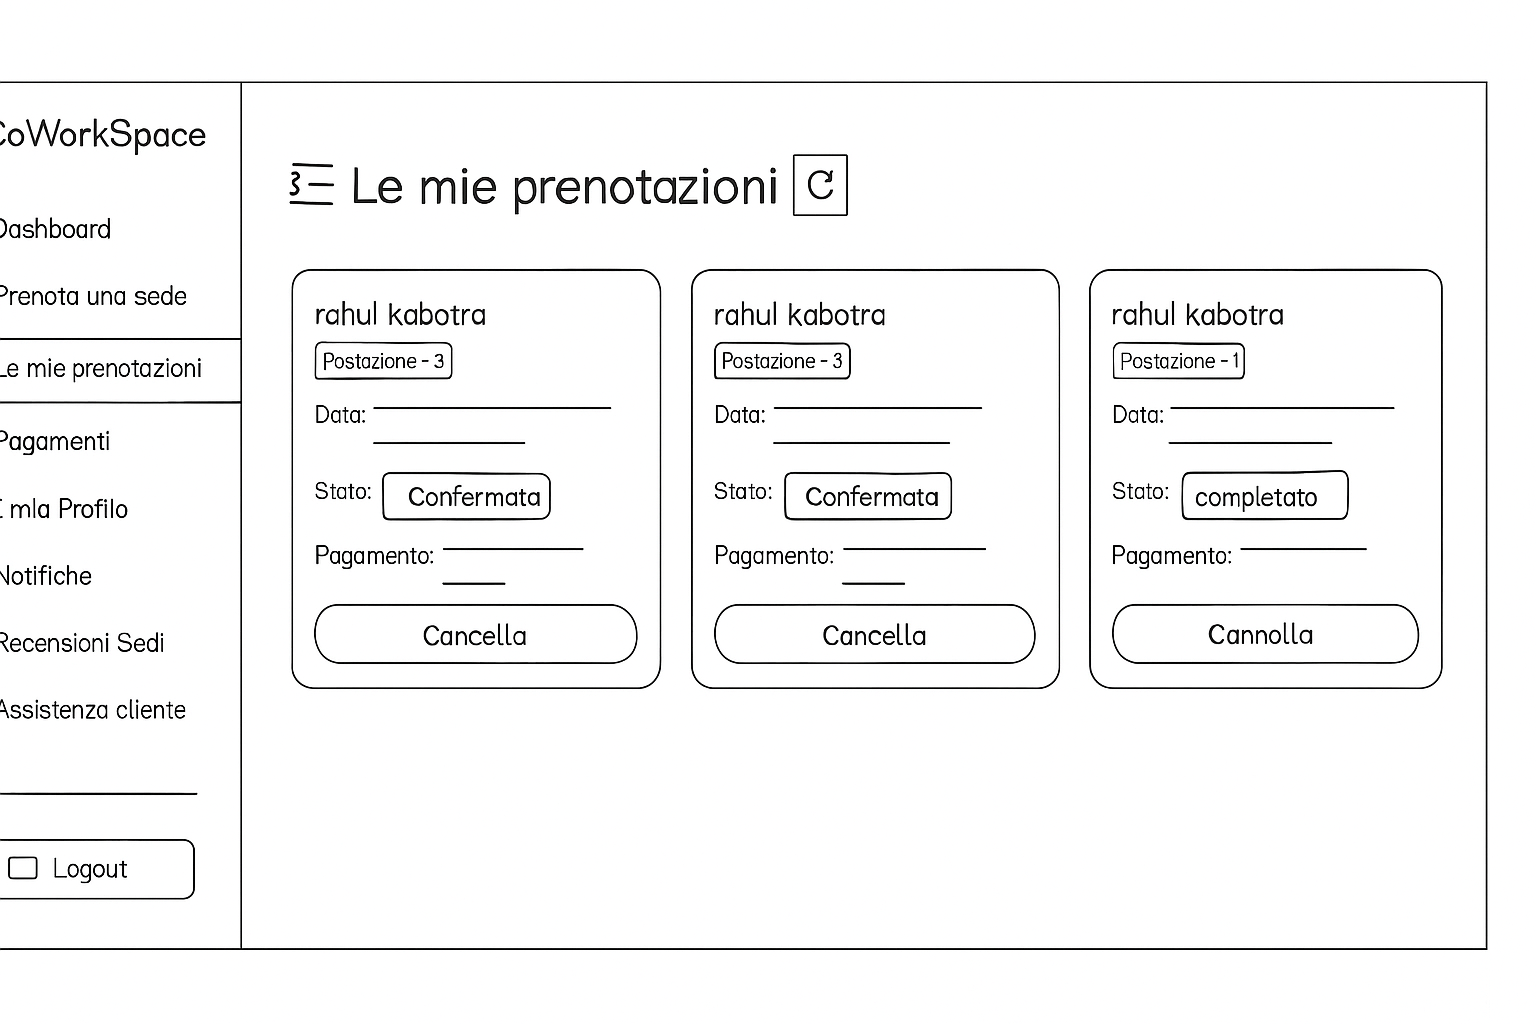 CoWorkSpace
Dashboard
Prenota una sede
Le mie prenotazioni
Pagamenti
mla Profilo
Notifiche
Recensioni Sedi
Assistenza cliente
Logout
Le mie prenotazioni
rahul kabotra
Postazione - 3
Data:
Stato: Confermata
Pagamento:
Cancella
rahul kabotra
Postazione - 3
Data:
Stato: Confermata
Pagamento:
Cancella
rahul kabotra
Postazione - 1
Data:
Stato: completato
Pagamento:
Cannolla